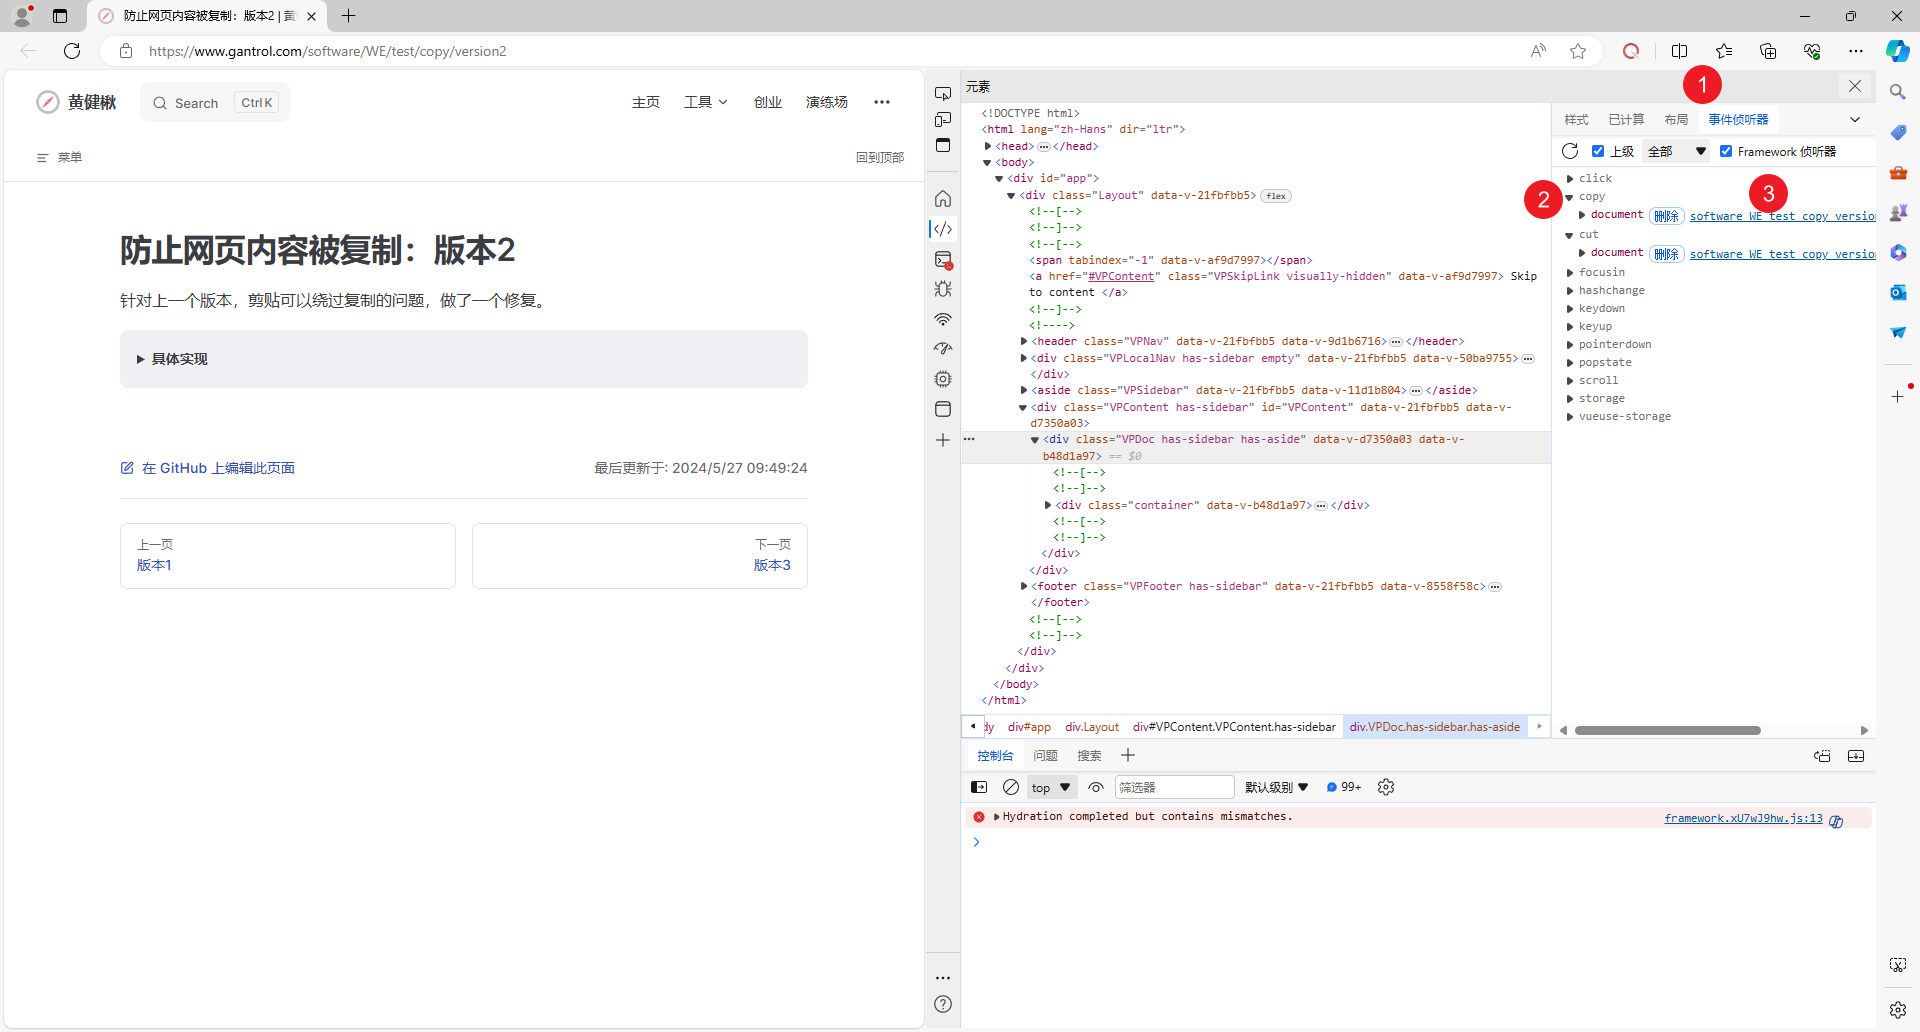 防止网页内容被复制：版本2 | 黄
https://www.gantrol.com/software/WE/test/copy/version2
黄健楸
Search
Ctrl K
主页
工具
创业
演练场
菜单
回到顶部
防止网页内容被复制：版本2
针对上一个版本，剪贴可以绕过复制的问题，做了一个修复。
具体实现
在 GitHub 上编辑此页面
最后更新于: 2024/5/27 09:49:24
上一页
版本1
下一页
版本3
元素
<!DOCTYPE html>
<html lang="zh-Hans" dir="ltr">
<head>…</head>
<body>
<div id="app">
<div class="Layout" data-v-21fbfbb5> flex
<!--[-->
<!--]-->
<!--[-->
<span tabindex="-1" data-v-af9d7997></span>
<a href="#VPContent" class="VPSkipLink visually-hidden" data-v-af9d7997> Skip
to content </a>
<!--]-->
<!---->
<header class="VPNav" data-v-21fbfbb5 data-v-9d1b6716>…</header>
<div class="VPLocalNav has-sidebar empty" data-v-21fbfbb5 data-v-50ba9755>…
</div>
<aside class="VPSidebar" data-v-21fbfbb5 data-v-11d1b804>…</aside>
<div class="VPContent has-sidebar" id="VPContent" data-v-21fbfbb5 data-v-
d7350a03>
<div class="VPDoc has-sidebar has-aside" data-v-d7350a03 data-v-
b48d1a97> == $0
<!--[-->
<!--]-->
<div class="container" data-v-b48d1a97>…</div>
<!--[-->
<!--]-->
</div>
</div>
<footer class="VPFooter has-sidebar" data-v-21fbfbb5 data-v-8558f58c>…
</footer>
<!--[-->
<!--]-->
</div>
</div>
</body>
</html>
dy div#app div.Layout div#VPContent.VPContent.has-sidebar div.VPDoc.has-sidebar.has-aside
1
样式 已计算 布局 事件侦听器
上级 全部 Framework 侦听器
2
3
click
copy
document 删除 software_WE_test_copy_version
cut
document 删除 software_WE_test_copy_version
focusin
hashchange
keydown
keyup
pointerdown
popstate
scroll
storage
vueuse-storage
控制台 问题 搜索
top 筛选器 默认级别 99+
Hydration completed but contains mismatches.
framework.xU7wJ9hw.js:13